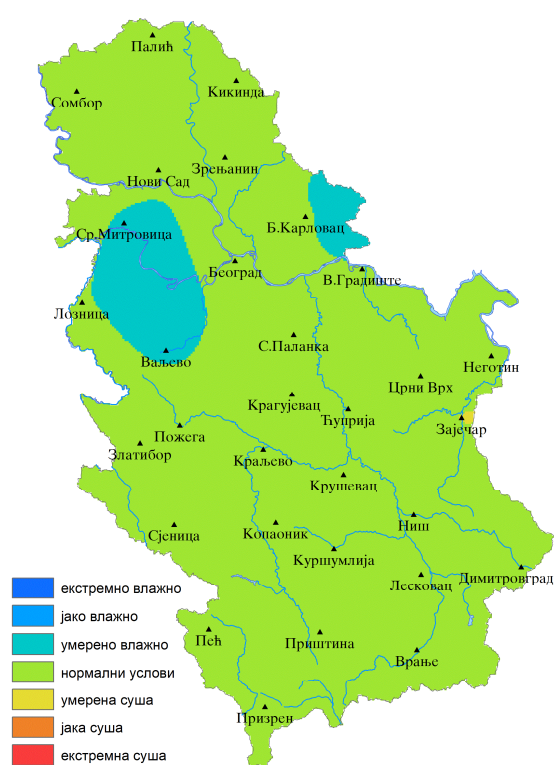 Палић
Кикинда
Сомбор
Зрењанин
Нови Сад
Б.Карловац
Ср.Митровица
Београд
В.Градиште
Лозница
С.Паланка
Ваљево
Неготин
Црни Врх
Крагујевац
Ћуприја
Зајечар
Пожега
Златибор
Краљево
Крушевац
Ниш
Сјеница
Копаоник
Куршумлија
Лесковац
Димитровград
Пећ
Приштина
Врање
Призрен
екстремно влажно
јако влажно
умерено влажно
нормални услови
умерена суша
јака суша
екстремна суша